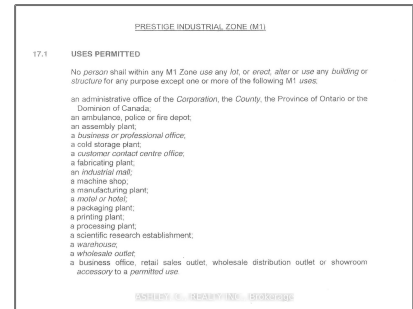 PRESTIGE INDUSTRIAL ZONE (M1)
17.1 USES PERMITTED
No person shall within any M1 Zone use any lot, or erect, alter or use any building or
structure for any purpose except one or more of the following M1 uses:
an administrative office of the Corporation, the County, the Province of Ontario or the
Dominion of Canada;
an ambulance, police or fire depot;
an assembly plant;
a business or professional office;
a cold storage plant;
a customer contact centre office;
a fabricating plant;
an industrial mall;
a machine shop;
a manufacturing plant;
a motel or hotel;
a packaging plant;
a printing plant;
a processing plant;
a scientific research establishment;
a warehouse;
a wholesale outlet;
a business office, retail sales outlet, wholesale distribution outlet or showroom
accessory to a permitted use.
REALTY INC., Brokerage